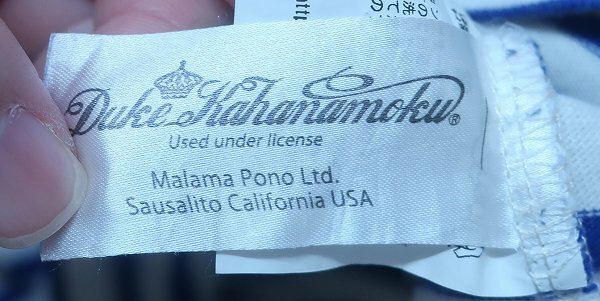 Duke Kahanamoku®
Used under license
Malama Pono Ltd.
Sausalito California USA